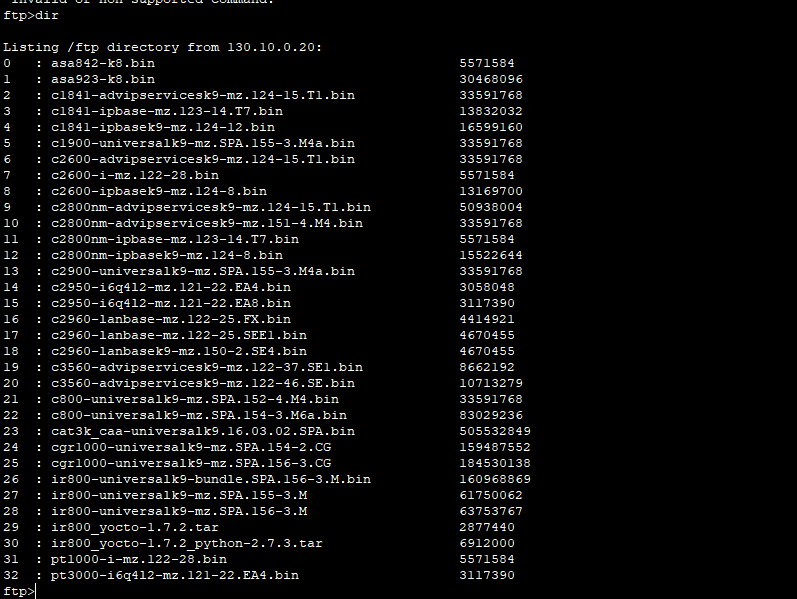 Invalid or non supported command.
ftp>dir
Listing /ftp directory from 130.10.0.20:
0 : asa842-k8.bin 5571584
1 : asa923-k8.bin 30468096
2 : c1841-advipservicesk9-mz.124-15.T1.bin 33591768
3 : c1841-ipbase-mz.123-14.T7.bin 13832032
4 : c1841-ipbasek9-mz.124-12.bin 16599160
5 : c1900-universalk9-mz.SPA.155-3.M4a.bin 33591768
6 : c2600-advipservicesk9-mz.124-15.T1.bin 33591768
7 : c2600-i-mz.122-28.bin 5571584
8 : c2600-ipbasek9-mz.124-8.bin 13169700
9 : c2800nm-advipservicesk9-mz.124-15.T1.bin 50938004
10 : c2800nm-advipservicesk9-mz.151-4.M4.bin 33591768
11 : c2800nm-ipbase-mz.123-14.T7.bin 5571584
12 : c2800nm-ipbasek9-mz.124-8.bin 15522644
13 : c2900-universalk9-mz.SPA.155-3.M4a.bin 33591768
14 : c2950-i6q4l2-mz.121-22.EA4.bin 3058048
15 : c2950-i6q4l2-mz.121-22.EA8.bin 3117390
16 : c2960-lanbase-mz.122-25.FX.bin 4414921
17 : c2960-lanbase-mz.122-25.SEE1.bin 4670455
18 : c2960-lanbasek9-mz.150-2.SE4.bin 4670455
19 : c3560-advipservicesk9-mz.122-37.SE1.bin 8662192
20 : c3560-advipservicesk9-mz.122-46.SE.bin 10713279
21 : c800-universalk9-mz.SPA.152-4.M4.bin 33591768
22 : c800-universalk9-mz.SPA.154-3.M6a.bin 83029236
23 : cat3k_caa-universalk9.16.03.02.SPA.bin 505532849
24 : cgr1000-universalk9-mz.SPA.154-2.CG 159487552
25 : cgr1000-universalk9-mz.SPA.156-3.CG 184530138
26 : ir800-universalk9-bundle.SPA.156-3.M.bin 160968869
27 : ir800-universalk9-mz.SPA.155-3.M 61750062
28 : ir800-universalk9-mz.SPA.156-3.M 63753767
29 : ir800_yocto-1.7.2.tar 2877440
30 : ir800_yocto-1.7.2_python-2.7.3.tar 6912000
31 : pt1000-i-mz.122-28.bin 5571584
32 : pt3000-i6q4l2-mz.121-22.EA4.bin 3117390
ftp>